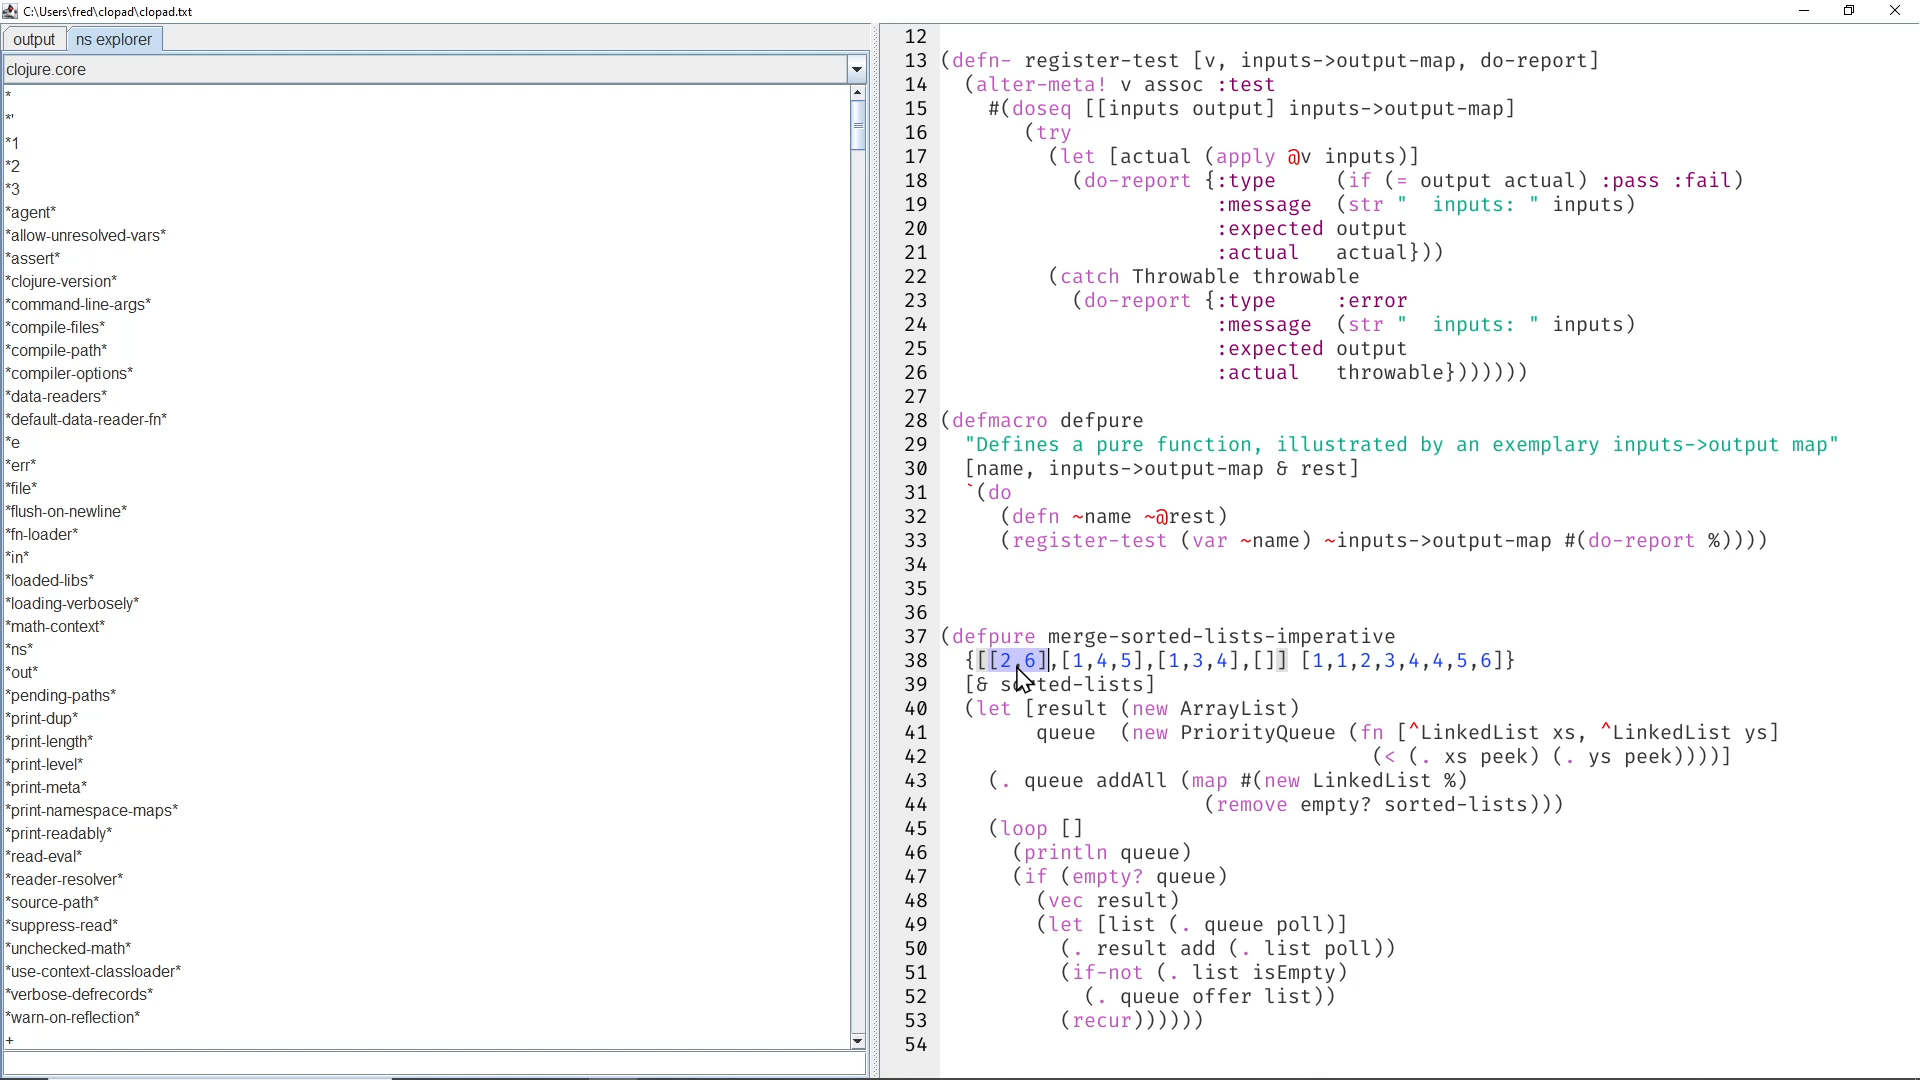 C:\Users\fred\clopad\clopad.txt
output
ns explorer
clojure.core
*
*'
*1
*2
*3
*agent*
*allow-unresolved-vars*
*assert*
*clojure-version*
*command-line-args*
*compile-files*
*compile-path*
*compiler-options*
*data-readers*
*default-data-reader-fn*
*e
*err*
*file*
*flush-on-newline*
*fn-loader*
*in*
*loaded-libs*
*loading-verbosely*
*math-context*
*ns*
*out*
*pending-paths*
*print-dup*
*print-length*
*print-level*
*print-meta*
*print-namespace-maps*
*print-readably*
*read-eval*
*reader-resolver*
*source-path*
*suppress-read*
*unchecked-math*
*use-context-classloader*
*verbose-defrecords*
*warn-on-reflection*
+
12
13 (defn- register-test [v, inputs->output-map, do-report]
14   (alter-meta! v assoc :test
15     #(doseq [[inputs output] inputs->output-map]
16        (try
17          (let [actual (apply @v inputs)]
18            (do-report {:type     (if (= output actual) :pass :fail)
19                        :message  (str "  inputs: " inputs)
20                        :expected output
21                        :actual   actual}))
22          (catch Throwable throwable
23            (do-report {:type     :error
24                        :message  (str "  inputs: " inputs)
25                        :expected output
26                        :actual   throwable})))))))
27
28 (defmacro defpure
29   "Defines a pure function, illustrated by an exemplary inputs->output map"
30   [name, inputs->output-map & rest]
31   `(do
32      (defn ~name ~@rest)
33      (register-test (var ~name) ~inputs->output-map #(do-report %))))
34
35
36
37 (defpure merge-sorted-lists-imperative
38   {[[2,6],[1,4,5],[1,3,4],[]] [1,1,2,3,4,4,5,6]}
39   [& sorted-lists]
40   (let [result (new ArrayList)
41         queue  (new PriorityQueue (fn [^LinkedList xs, ^LinkedList ys]
42                                     (< (. xs peek) (. ys peek))))]
43     (. queue addAll (map #(new LinkedList %)
44                       (remove empty? sorted-lists)))
45     (loop []
46       (println queue)
47       (if (empty? queue)
48         (vec result)
49         (let [list (. queue poll)]
50           (. result add (. list poll))
51           (if-not (. list isEmpty)
52             (. queue offer list))
53           (recur))))))
54